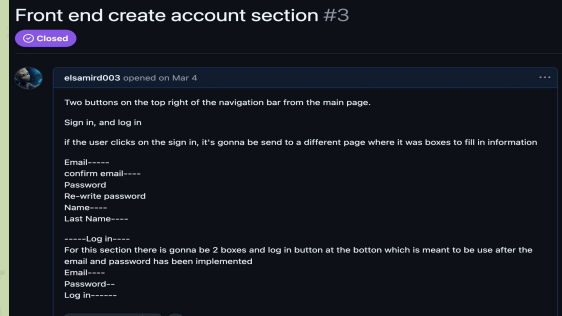 Front end create account section #3
Closed
elsamird003 opened on Mar 4
Two buttons on the top right of the navigation bar from the main page.
Sign in, and log in
if the user clicks on the sign in, it's gonna be send to a different page where it was boxes to fill in information
Email-----
confirm email----
Password
Re-write password
Name----
Last Name----
-----Log in----
For this section there is gonna be 2 boxes and log in button at the botton which is meant to be use after the
email and password has been implemented
Email----
Password--
Log in------